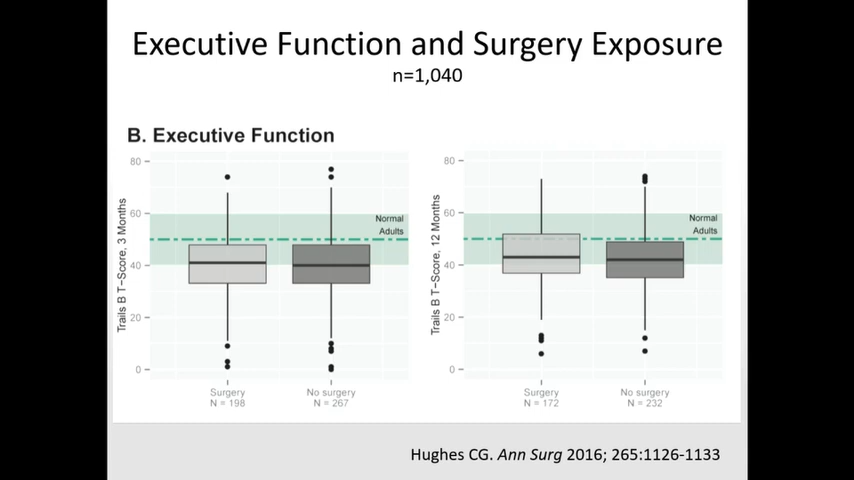 Executive Function and Surgery Exposure
n=1,040
B. Executive Function
Trails B T-Score, 3 Months
80
60
40
20
0
Normal
Adults
Surgery
N = 198
No surgery
N = 267
Trails B T-Score, 12 Months
80
60
40
20
0
Normal
Adults
Surgery
N = 172
No surgery
N = 232
Hughes CG. Ann Surg 2016; 265:1126-1133